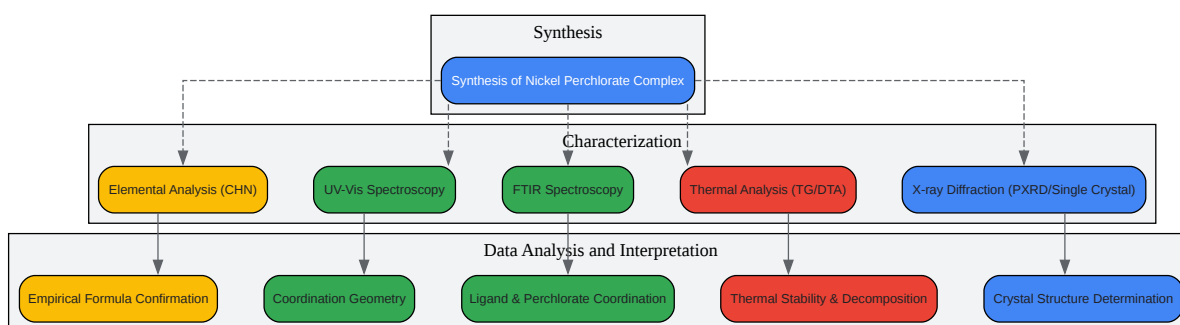 Synthesis
Synthesis of Nickel Perchlorate Complex
Characterization
Elemental Analysis (CHN)
UV-Vis Spectroscopy
FTIR Spectroscopy
Thermal Analysis (TG/DTA)
X-ray Diffraction (PXRD/Single Crystal)
Data Analysis and Interpretation
Empirical Formula Confirmation
Coordination Geometry
Ligand & Perchlorate Coordination
Thermal Stability & Decomposition
Crystal Structure Determination